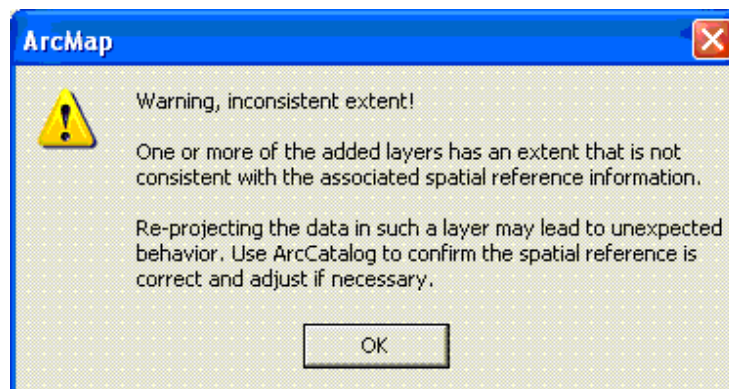 ArcMap
Warning, inconsistent extent!
One or more of the added layers has an extent that is not
consistent with the associated spatial reference information.
Re-projecting the data in such a layer may lead to unexpected
behavior. Use ArcCatalog to confirm the spatial reference is
correct and adjust if necessary.
OK